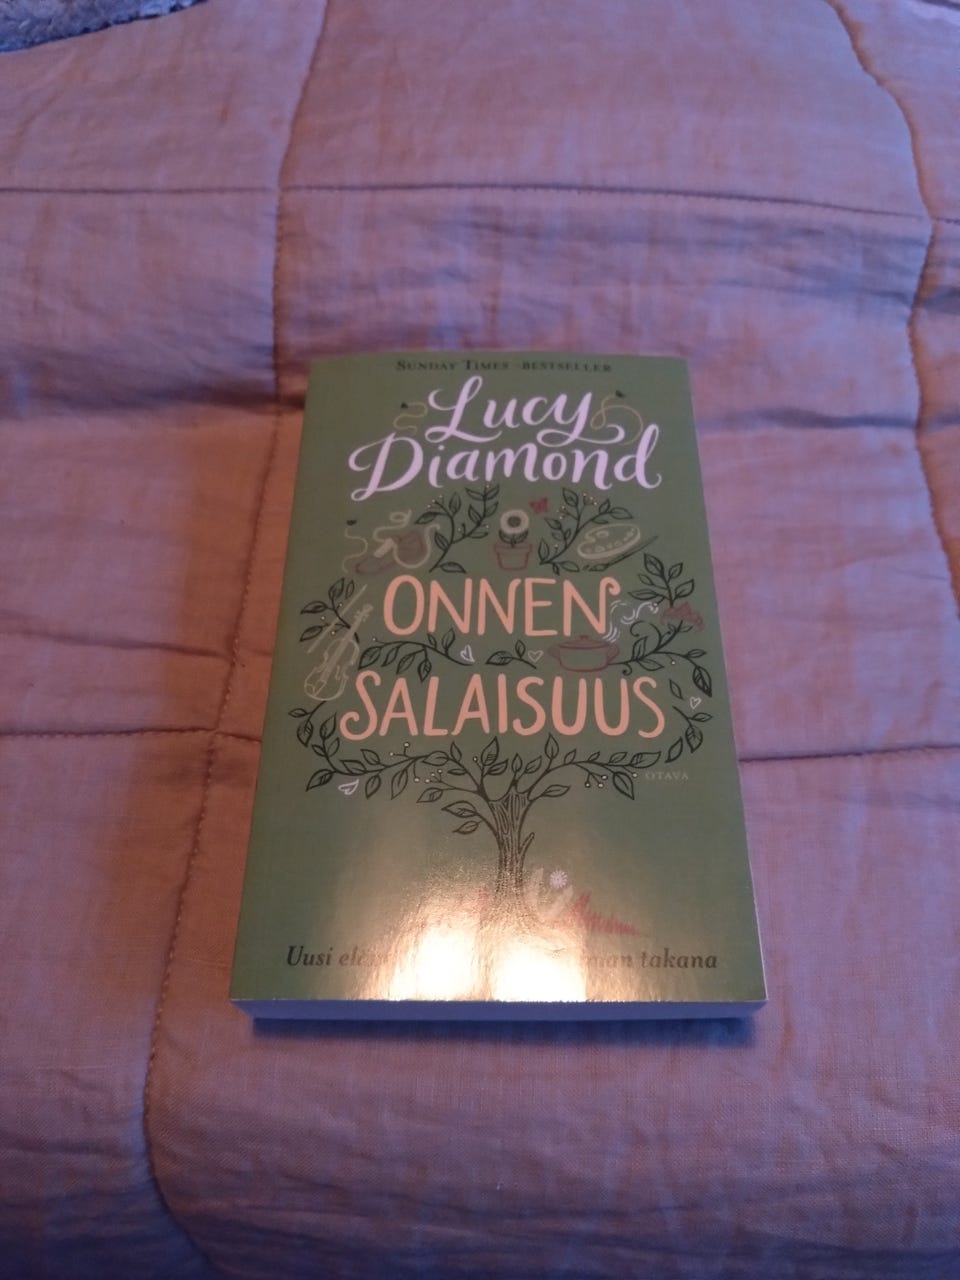 SUNDAY TIMES -BESTSELLER
Lucy
Diamond
ONNEN
SALAISUUS
OTAVA
Uusi takana